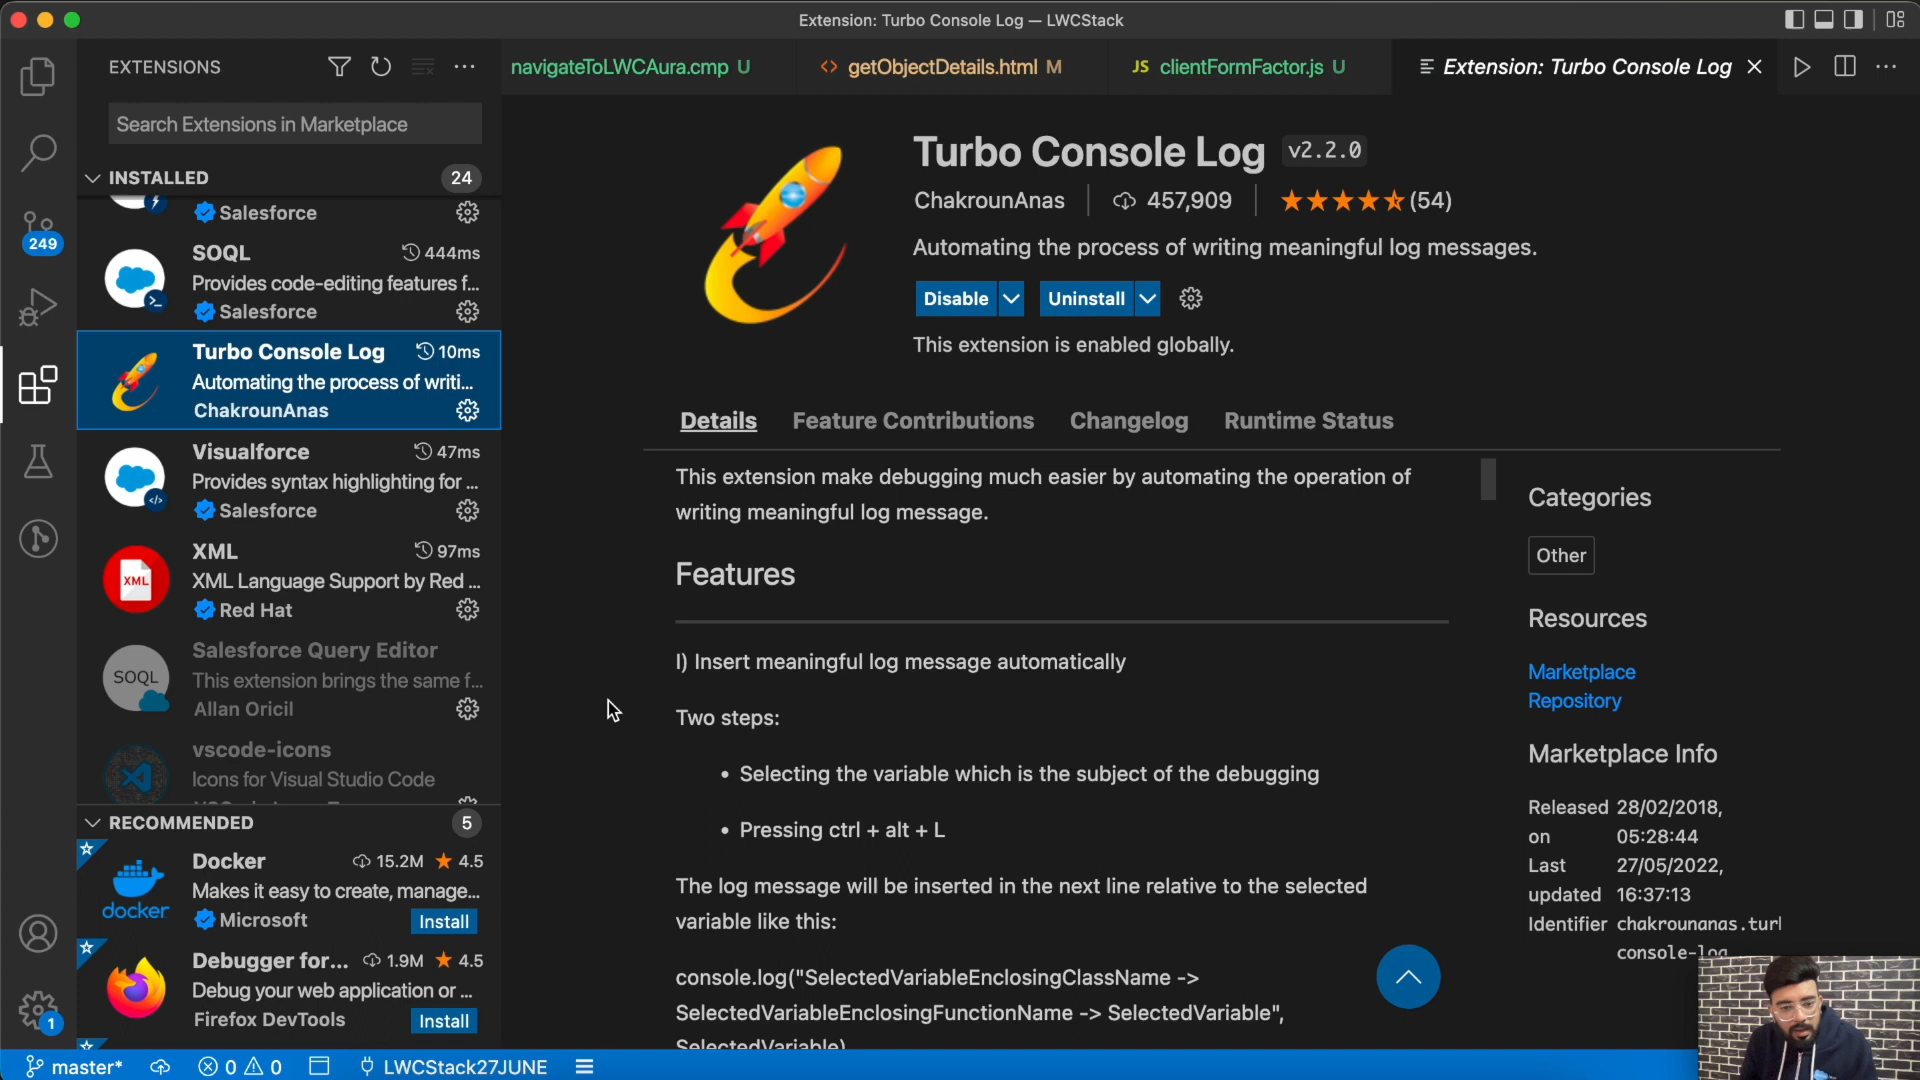 Extension: Turbo Console Log — LWCStack
EXTENSIONS
navigateToLWCAura.cmp U
<> getObjectDetails.html M
JS clientFormFactor.js U
Extension: Turbo Console Log
Search Extensions in Marketplace
INSTALLED 24
Salesforce
SOQL 444ms
Provides code-editing features f...
Salesforce
Turbo Console Log 10ms
Automating the process of writi...
ChakrounAnas
Visualforce 47ms
Provides syntax highlighting for ...
Salesforce
XML 97ms
XML
XML Language Support by Red ...
Red Hat
Salesforce Query Editor
SOQL
This extension brings the same f...
Allan Oricil
vscode-icons
Icons for Visual Studio Code
RECOMMENDED 5
Docker 15.2M 4.5
Makes it easy to create, manage...
docker
Microsoft Install
Debugger for... 1.9M 4.5
Debug your web application or ...
Firefox DevTools Install
249
1
Turbo Console Log v2.2.0
ChakrounAnas 457,909 (54)
Automating the process of writing meaningful log messages.
Disable Uninstall
This extension is enabled globally.
Details Feature Contributions Changelog Runtime Status
This extension make debugging much easier by automating the operation of
writing meaningful log message.
Features
I) Insert meaningful log message automatically
Two steps:
• Selecting the variable which is the subject of the debugging
• Pressing ctrl + alt + L
The log message will be inserted in the next line relative to the selected
variable like this:
console.log("SelectedVariableEnclosingClassName ->
SelectedVariableEnclosingFunctionName -> SelectedVariable",
SelectedVariable)
Categories
Other
Resources
Marketplace
Repository
Marketplace Info
Released 28/02/2018,
on 05:28:44
Last 27/05/2022,
updated 16:37:13
Identifier chakrounanas.turl
console-log
master* 0 0 LWCStack27JUNE